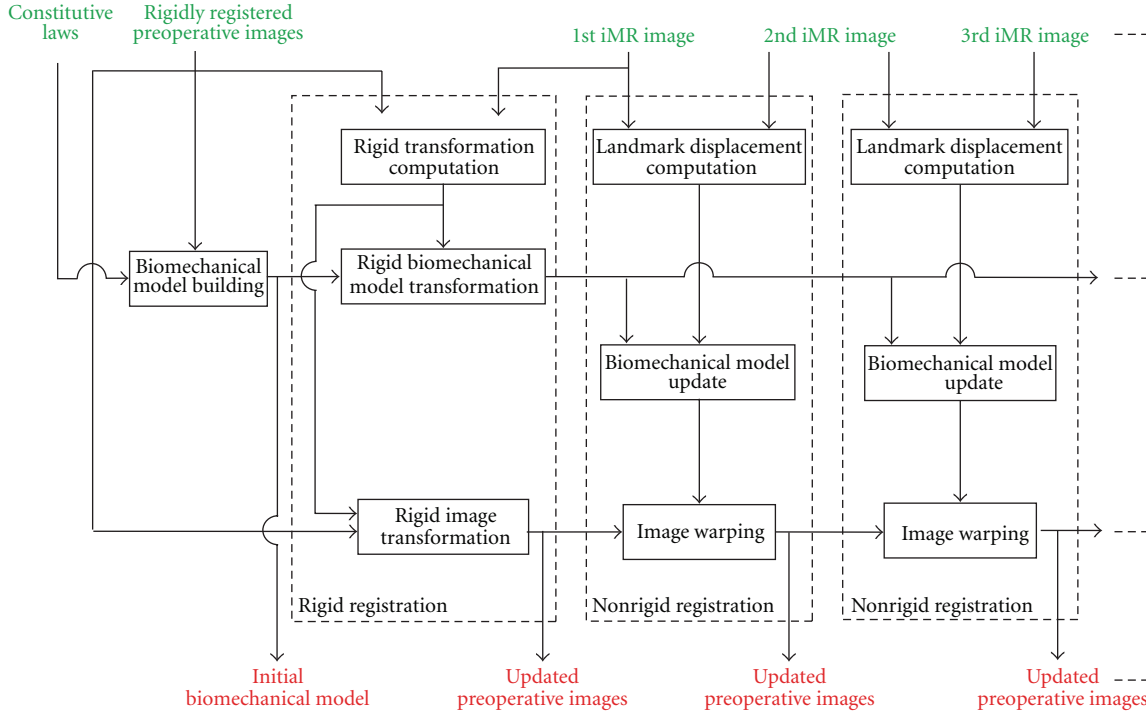 Constitutive
laws
Rigidly registered
preoperative images
1st iMR image
2nd iMR image
3rd iMR image
Rigid transformation
computation
Landmark displacement
computation
Landmark displacement
computation
Biomechanical
model building
Rigid biomechanical
model transformation
Biomechanical model
update
Biomechanical model
update
Rigid image
transformation
Image warping
Image warping
Rigid registration
Nonrigid registration
Nonrigid registration
Initial
biomechanical model
Updated
preoperative images
Updated
preoperative images
Updated
preoperative images